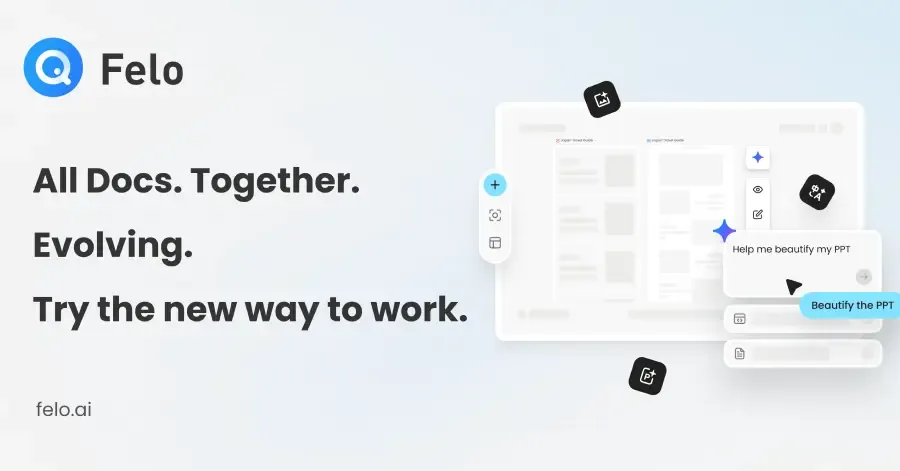 Felo
All Docs. Together.
Evolving.
Try the new way to work.
felo.ai
Help me beautify my PPT
Beautify the PPT